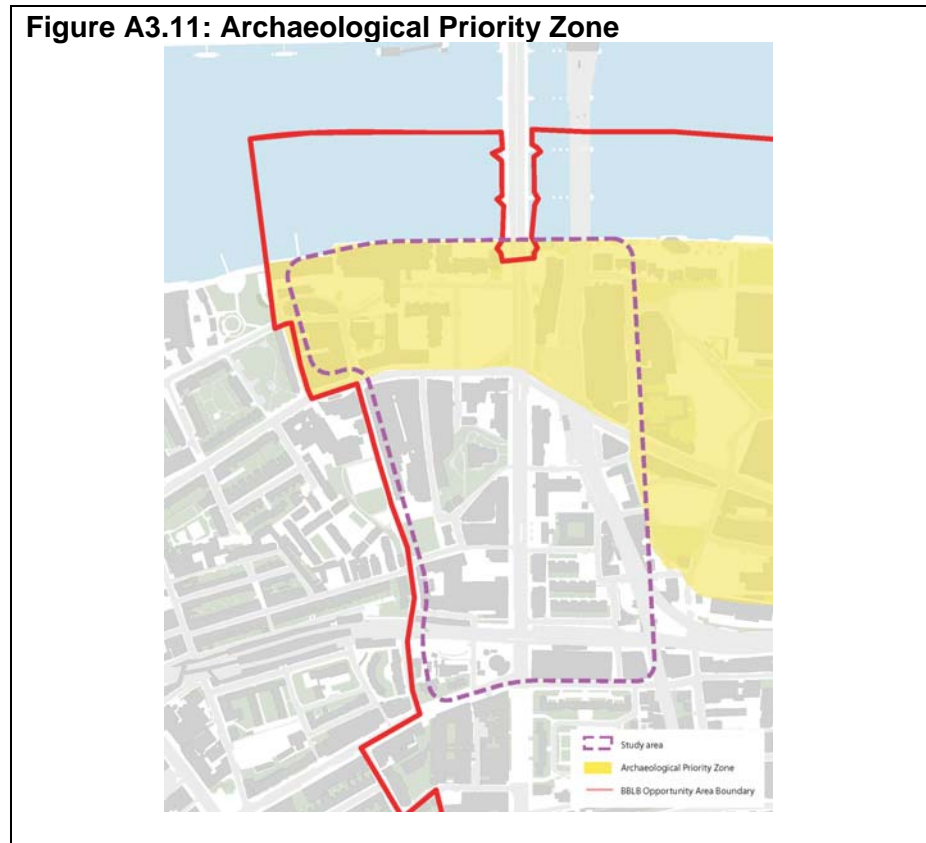 Figure A3.11: Archaeological Priority Zone
Study area
Archaeological Priority Zone
BBLB Opportunity Area Boundary